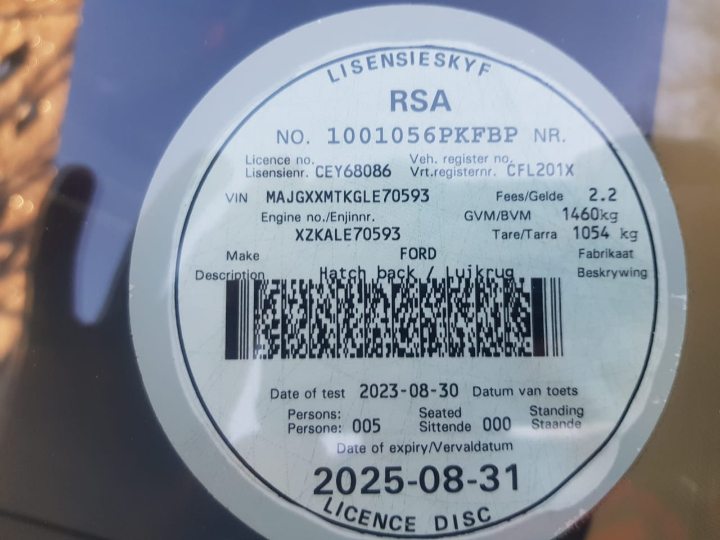 LISENSIESKYF
RSA
NO. 1001056PKFBP NR.
Licence no. Veh. register no.
Lisensienr. CEY68086 Vrt.registernr. CFL201X
VIN MAJGXXMTKGLE70593 Fees/Gelde 2.2
Engine no./Enjinnr. GVM/BVM 1460kg
XZKALE70593 Tare/Tarra 1054 kg
Make FORD Fabrikaat
Description Hatch back / Luikrug Beskrywing
Date of test 2023-08-30 Datum van toets
Persons: Seated Standing
Persone: 005 Sittende 000 Staande
Date of expiry/Vervaldatum
2025-08-31
LICENCE DISC